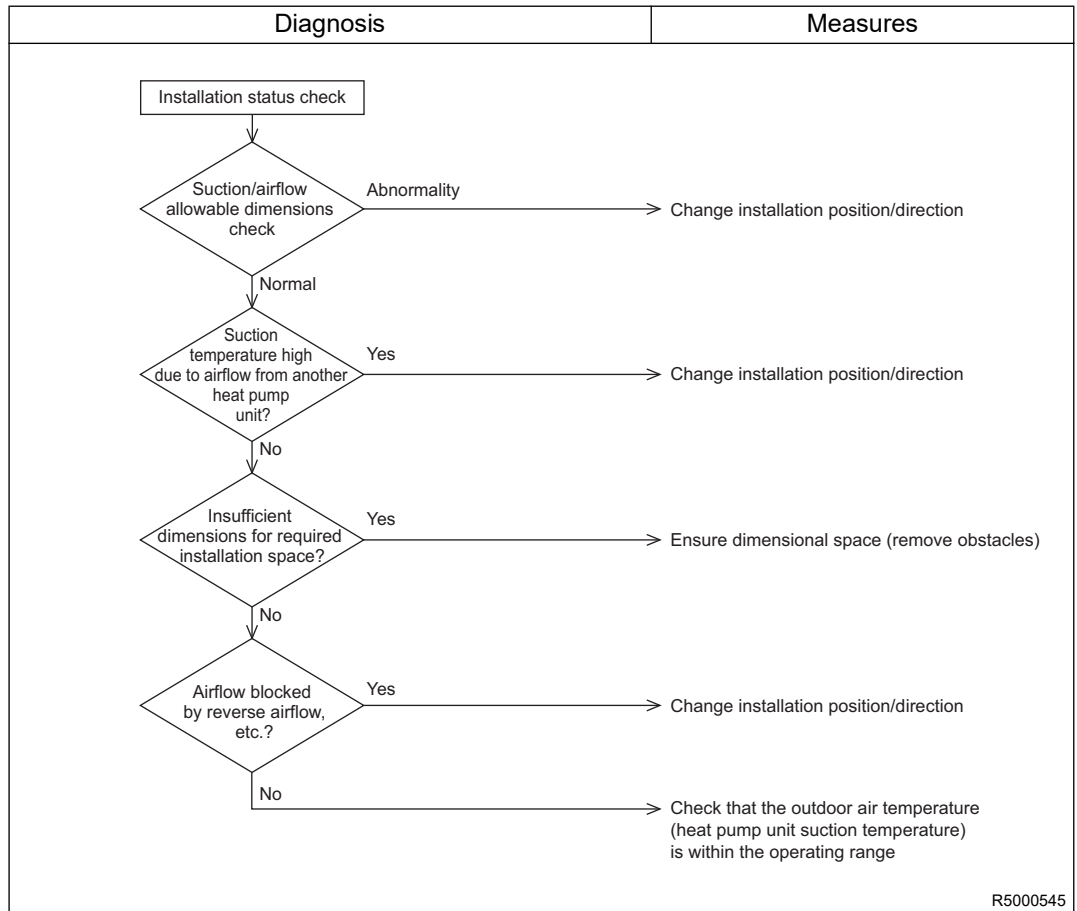 Diagnosis
Measures
Installation status check
Suction/airflow
allowable dimensions
check
Abnormality
Change installation position/direction
Normal
Suction
temperature high
due to airflow from another
heat pump
unit?
Yes
Change installation position/direction
No
Insufficient
dimensions for required
installation space?
Yes
Ensure dimensional space (remove obstacles)
No
Airflow blocked
by reverse airflow,
etc.?
Yes
Change installation position/direction
No
Check that the outdoor air temperature
(heat pump unit suction temperature)
is within the operating range
R5000545